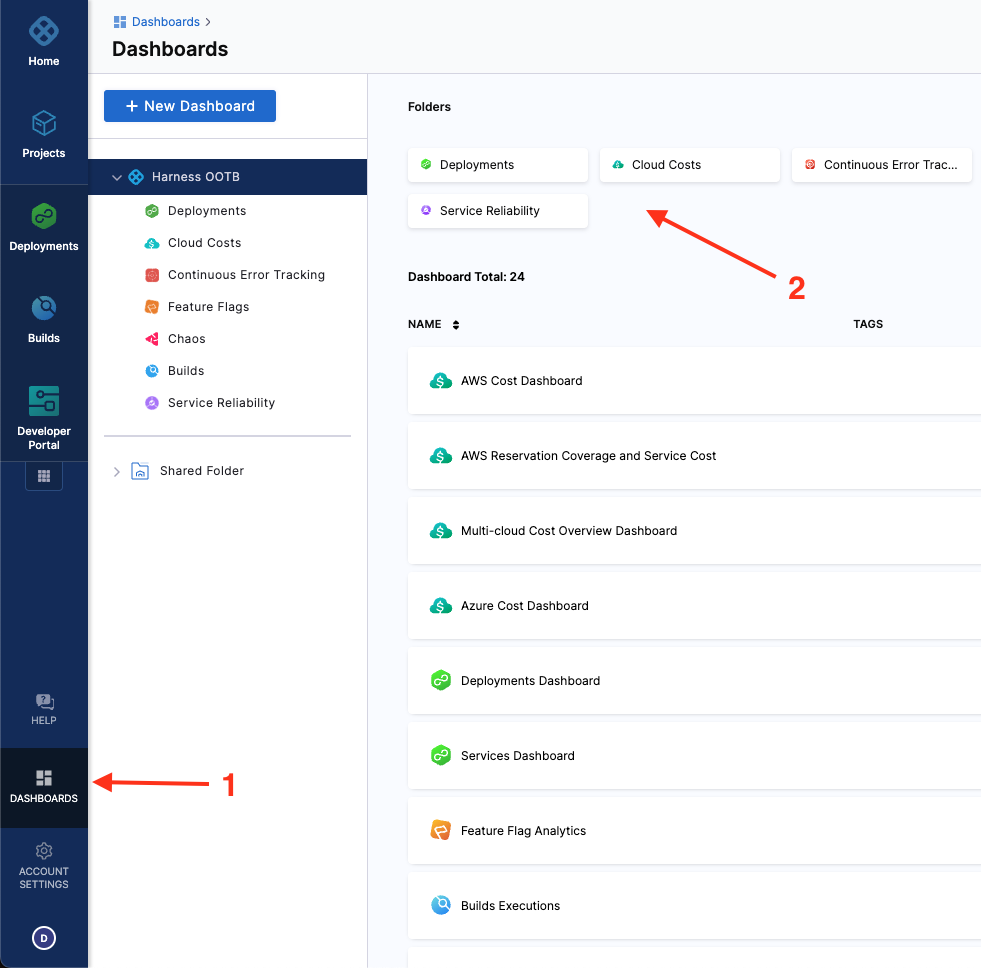 Home
Projects
Deployments
Builds
Developer
Portal
HELP
DASHBOARDS
ACCOUNT
SETTINGS
D
Dashboards >
Dashboards
+ New Dashboard
Harness OOTB
Deployments
Cloud Costs
Continuous Error Tracking
Feature Flags
Chaos
Builds
Service Reliability
Shared Folder
1
Folders
Deployments
Cloud Costs
Continuous Error Trac...
Service Reliability
2
Dashboard Total: 24
NAME
TAGS
AWS Cost Dashboard
AWS Reservation Coverage and Service Cost
Multi-cloud Cost Overview Dashboard
Azure Cost Dashboard
Deployments Dashboard
Services Dashboard
Feature Flag Analytics
Builds Executions